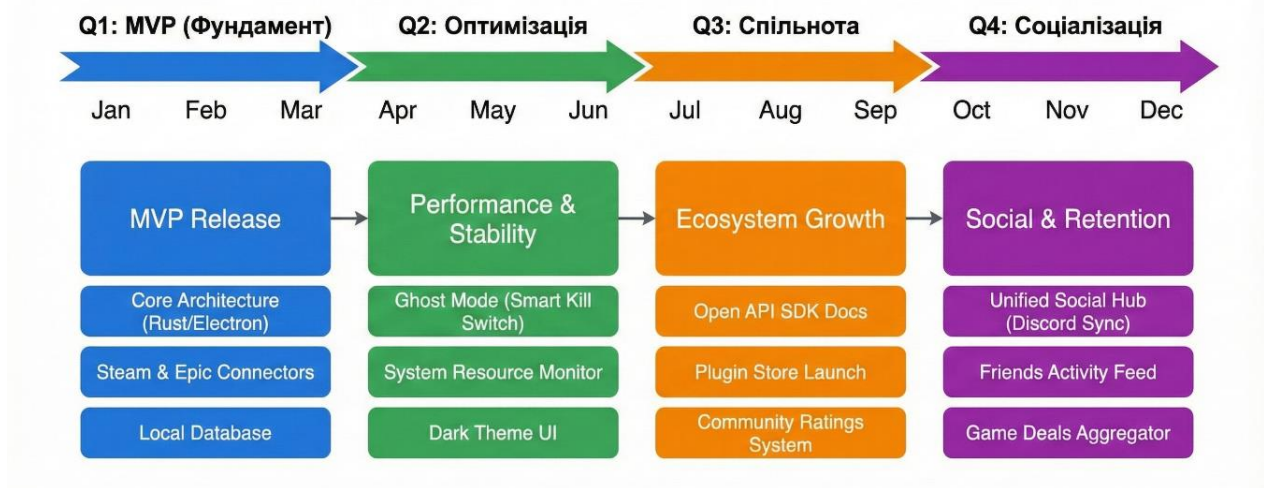 Q1: MVP (Фундамент)
Q2: Оптимізація
Q3: Спільнота
Q4: Соціалізація
Jan Feb Mar Apr May Jun Jul Aug Sep Oct Nov Dec
MVP Release
Performance &
Stability
Ecosystem Growth
Social & Retention
Core Architecture
(Rust/Electron)
Ghost Mode (Smart Kill
Switch)
Open API SDK Docs
Unified Social Hub
(Discord Sync)
Steam & Epic Connectors
System Resource Monitor
Plugin Store Launch
Friends Activity Feed
Local Database
Dark Theme UI
Community Ratings
System
Game Deals Aggregator